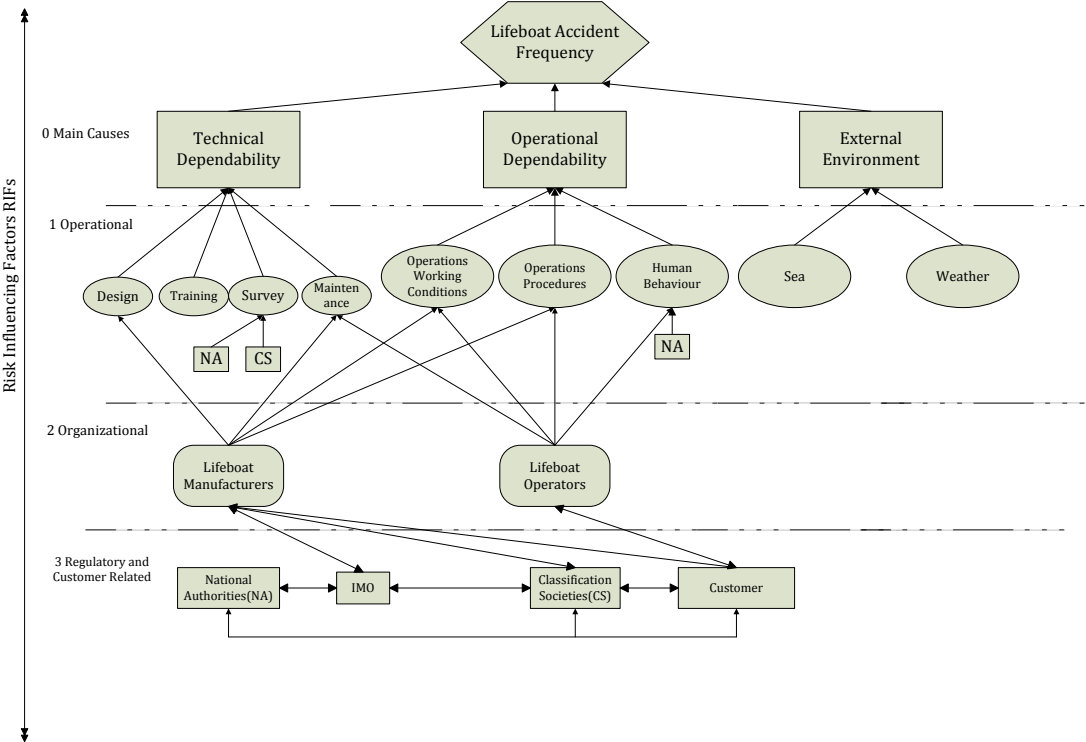 Lifeboat Accident
Frequency
0 Main Causes
Technical
Dependability
Operational
Dependability
External
Environment
Risk Influencing Factors RIFs
1 Operational
Design
Training
Survey
Mainten
ance
Operations
Working
Conditions
Operations
Procedures
Human
Behaviour
Sea
Weather
NA
CS
NA
2 Organizational
Lifeboat
Manufacturers
Lifeboat
Operators
3 Regulatory and
Customer Related
National
Authorities(NA)
IMO
Classification
Societies(CS)
Customer